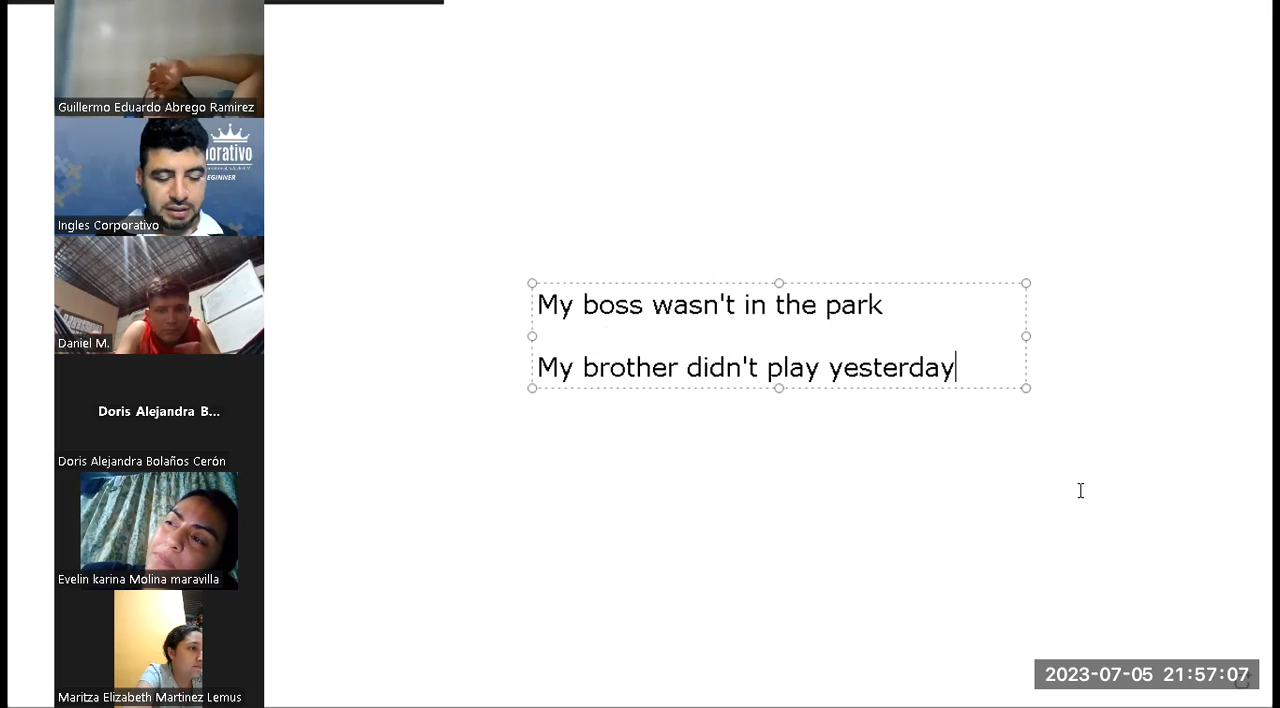 Guillermo Eduardo Abrego Ramirez
orativo
EGINNER
Ingles Corporativo
Daniel M.
Doris Alejandra B...
Doris Alejandra Bolaños Cerón
Evelin karina Molina maravilla
Maritza Elizabeth Martinez Lemus
My boss wasn't in the park
My brother didn't play yesterday
2023-07-05 21:57:07